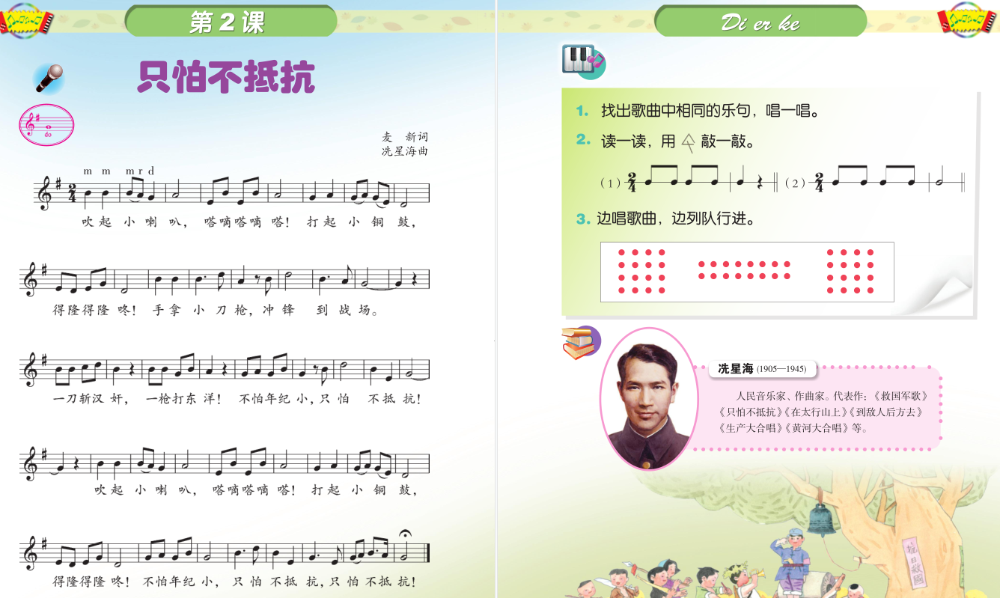 第 2 课
只怕不抵抗
do
麦　新词
冼星海曲
m m m r d
2
4
吹 起 小 喇 叭， 嗒嘀嗒嘀 嗒！ 打 起 小 铜 鼓，
得隆得隆 咚！ 手 拿 小 刀 枪， 冲 锋 到 战 场。
一刀斩汉 奸， 一枪打东 洋！ 不怕年纪 小，只 怕 不 抵 抗！
吹 起 小 喇 叭， 嗒嘀嗒嘀 嗒！ 打 起 小 铜 鼓，
得隆得隆 咚！ 不怕年纪 小， 只 怕 不抵 抗，只 怕 不抵 抗！
Di er ke
1. 找出歌曲中相同的乐句，唱一唱。
2. 读一读，用 敲一敲。
（1） 2/4 （2） 2/4
3. 边唱歌曲，边列队行进。
冼星海 (1905—1945)
人民音乐家、作曲家。代表作：《救国军歌》
《只怕不抵抗》《在太行山上》《到敌人后方去》
《生产大合唱》《黄河大合唱》等。
抗日救國